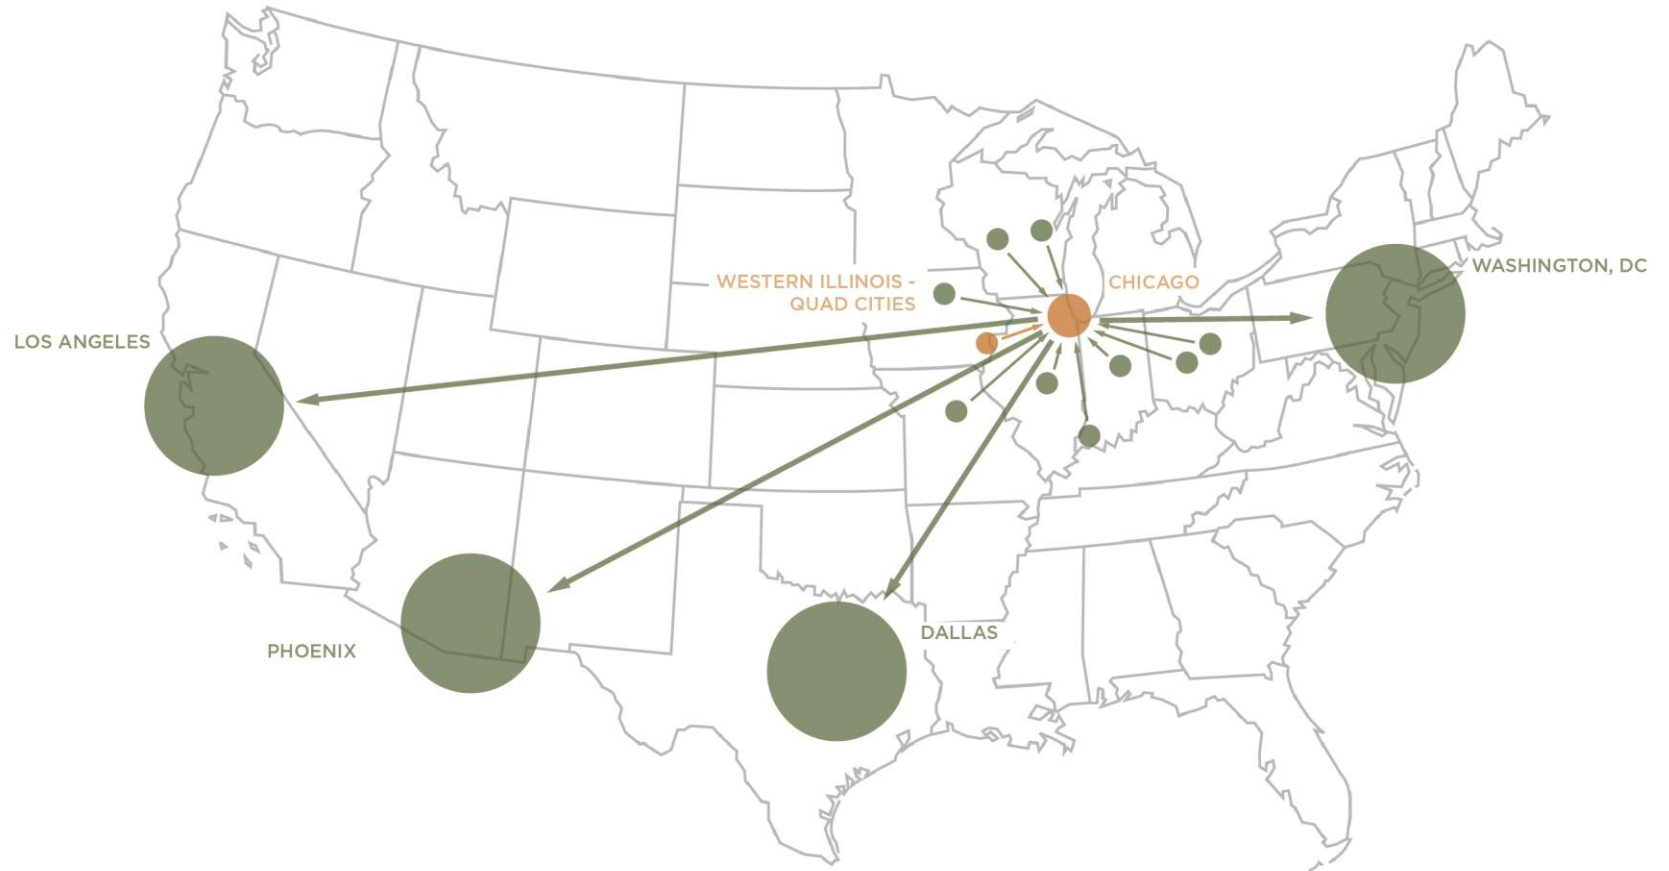 WASHINGTON, DC
WESTERN ILLINOIS -
QUAD CITIES
CHICAGO
LOS ANGELES
DALLAS
PHOENIX